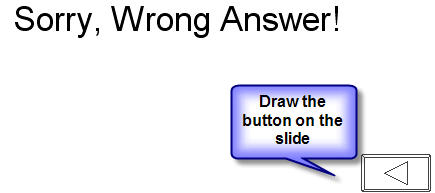 Sorry, Wrong Answer!
Draw the
button on the
slide